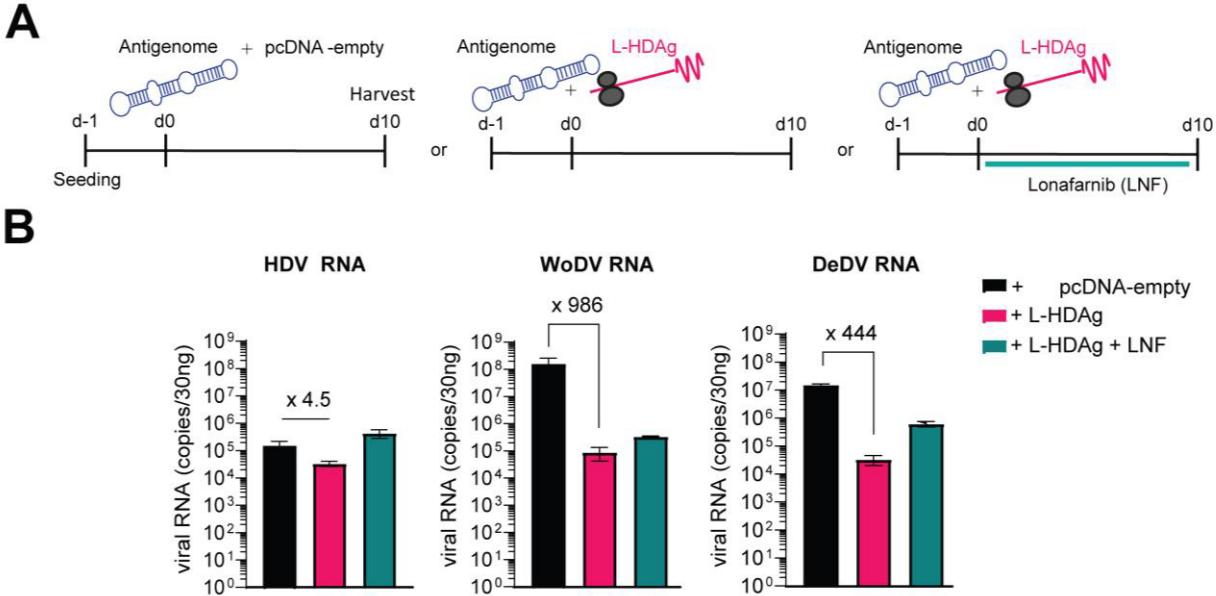 A
Antigenome + pcDNA -empty
Harvest
d-1 d0 d10
Seeding
or
Antigenome + L-HDAg
d-1 d0 d10
or
Antigenome + L-HDAg
d-1 d0 d10
Lonafarnib (LNF)
B
HDV RNA
viral RNA (copies/30ng)
10⁹
10⁸
10⁷
10⁶
10⁵
10⁴
10³
10²
10¹
10⁰
x 4.5
WoDV RNA
viral RNA (copies/30ng)
10⁹
10⁸
10⁷
10⁶
10⁵
10⁴
10³
10²
10¹
10⁰
x 986
DeDV RNA
viral RNA (copies/30ng)
10⁹
10⁸
10⁷
10⁶
10⁵
10⁴
10³
10²
10¹
10⁰
x 444
+ pcDNA-empty
+ L-HDAg
+ L-HDAg + LNF